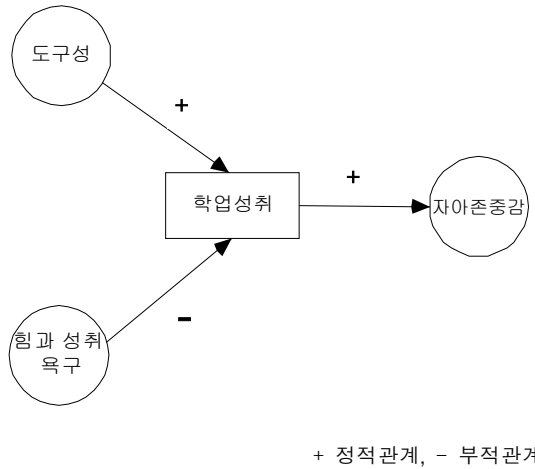 도구성
+
+
학업성취
자아존중감
-
힘과 성취
욕구
+ 정적관계, - 부적관계